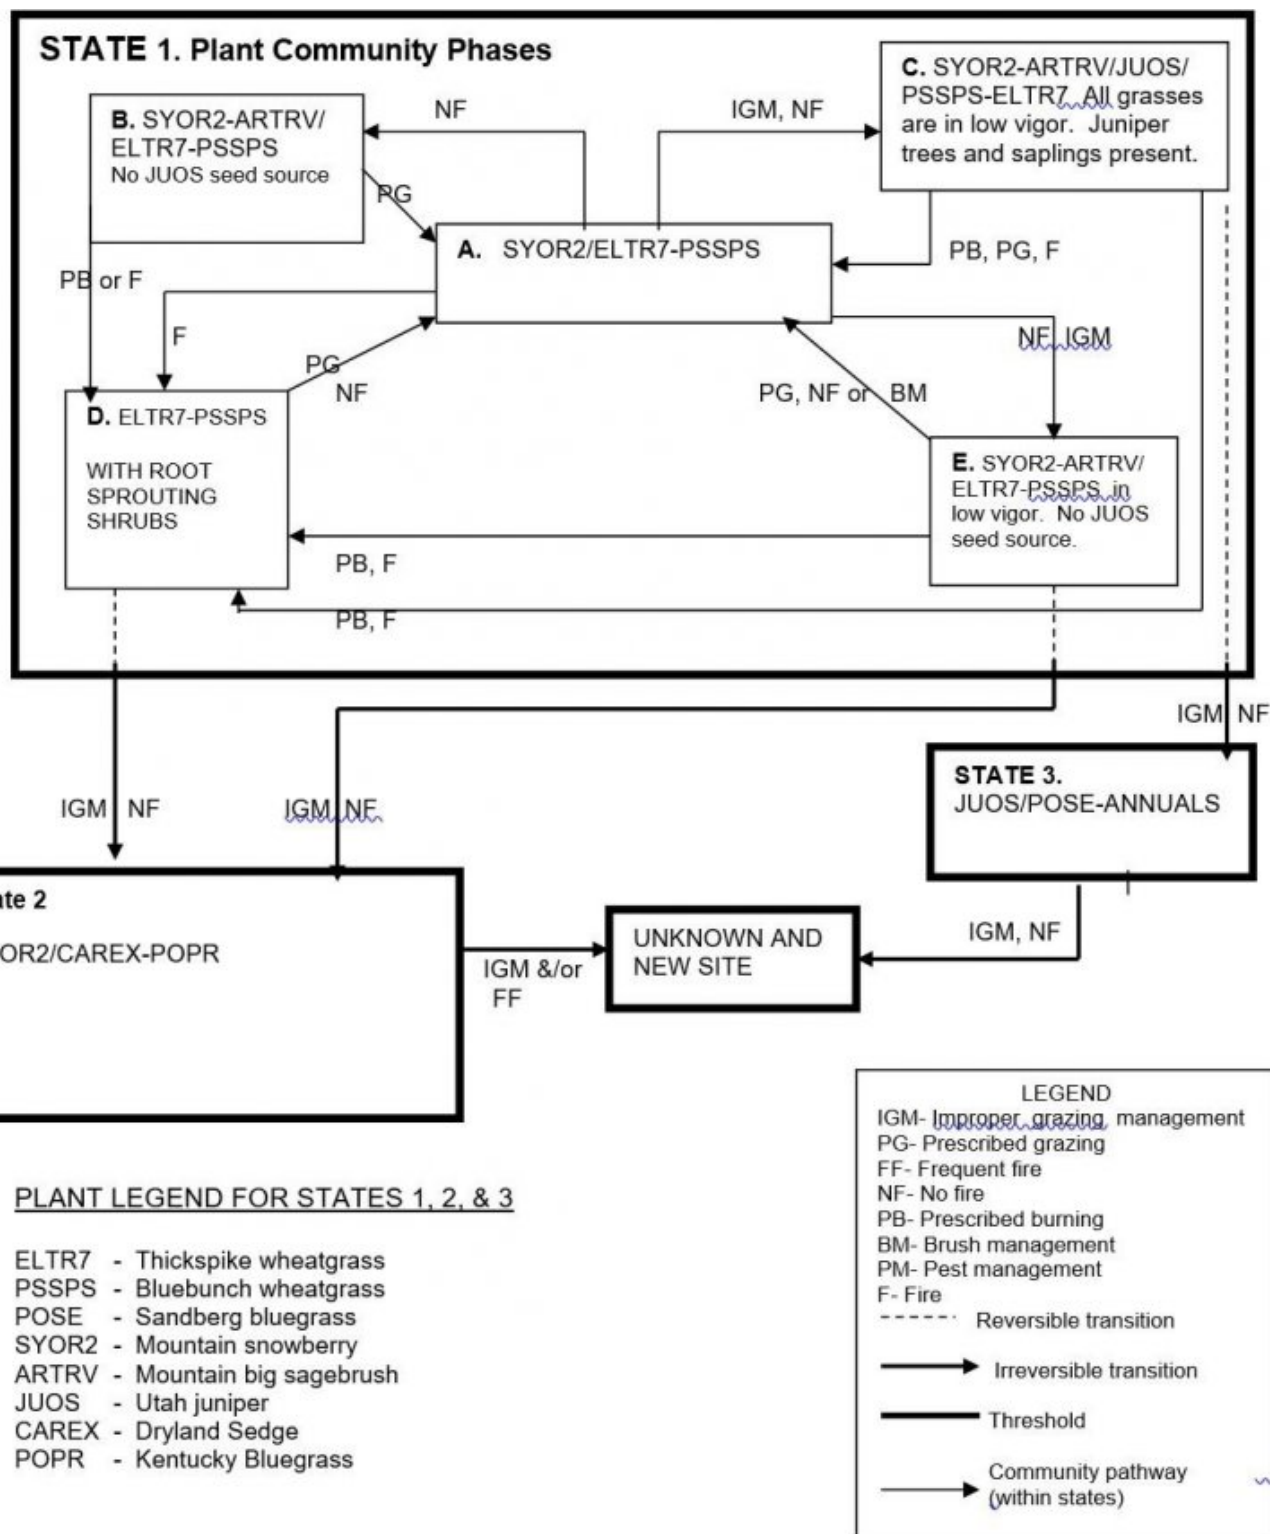 STATE 1. Plant Community Phases
B. SYOR2-ARTRV/
ELTR7-PSSPS
No JUOS seed source
NF
IGM, NF
C. SYOR2-ARTRV/JUOS/
PSSPS-ELTR7 All grasses
are in low vigor. Juniper
trees and saplings present.
PG
A. SYOR2/ELTR7-PSSPS
PB, PG, F
PB or F
F
PG
NF
NF IGM
PG, NF or BM
D. ELTR7-PSSPS
WITH ROOT
SPROUTING
SHRUBS
E. SYOR2-ARTRV/
ELTR7-PSSPS in
low vigor. No JUOS
seed source.
PB, F
PB, F
IGM NF
IGM NF
IGM NF
STATE 3.
JUOS/POSE-ANNUALS
ate 2
OR2/CAREX-POPR
IGM &/or
FF
UNKNOWN AND
NEW SITE
IGM, NF
LEGEND
IGM- Improper grazing management
PG- Prescribed grazing
FF- Frequent fire
NF- No fire
PB- Prescribed burning
BM- Brush management
PM- Pest management
F- Fire
Reversible transition
Irreversible transition
Threshold
Community pathway
(within states)
PLANT LEGEND FOR STATES 1, 2, & 3
ELTR7 - Thickspike wheatgrass
PSSPS - Bluebunch wheatgrass
POSE - Sandberg bluegrass
SYOR2 - Mountain snowberry
ARTRV - Mountain big sagebrush
JUOS - Utah juniper
CAREX - Dryland Sedge
POPR - Kentucky Bluegrass